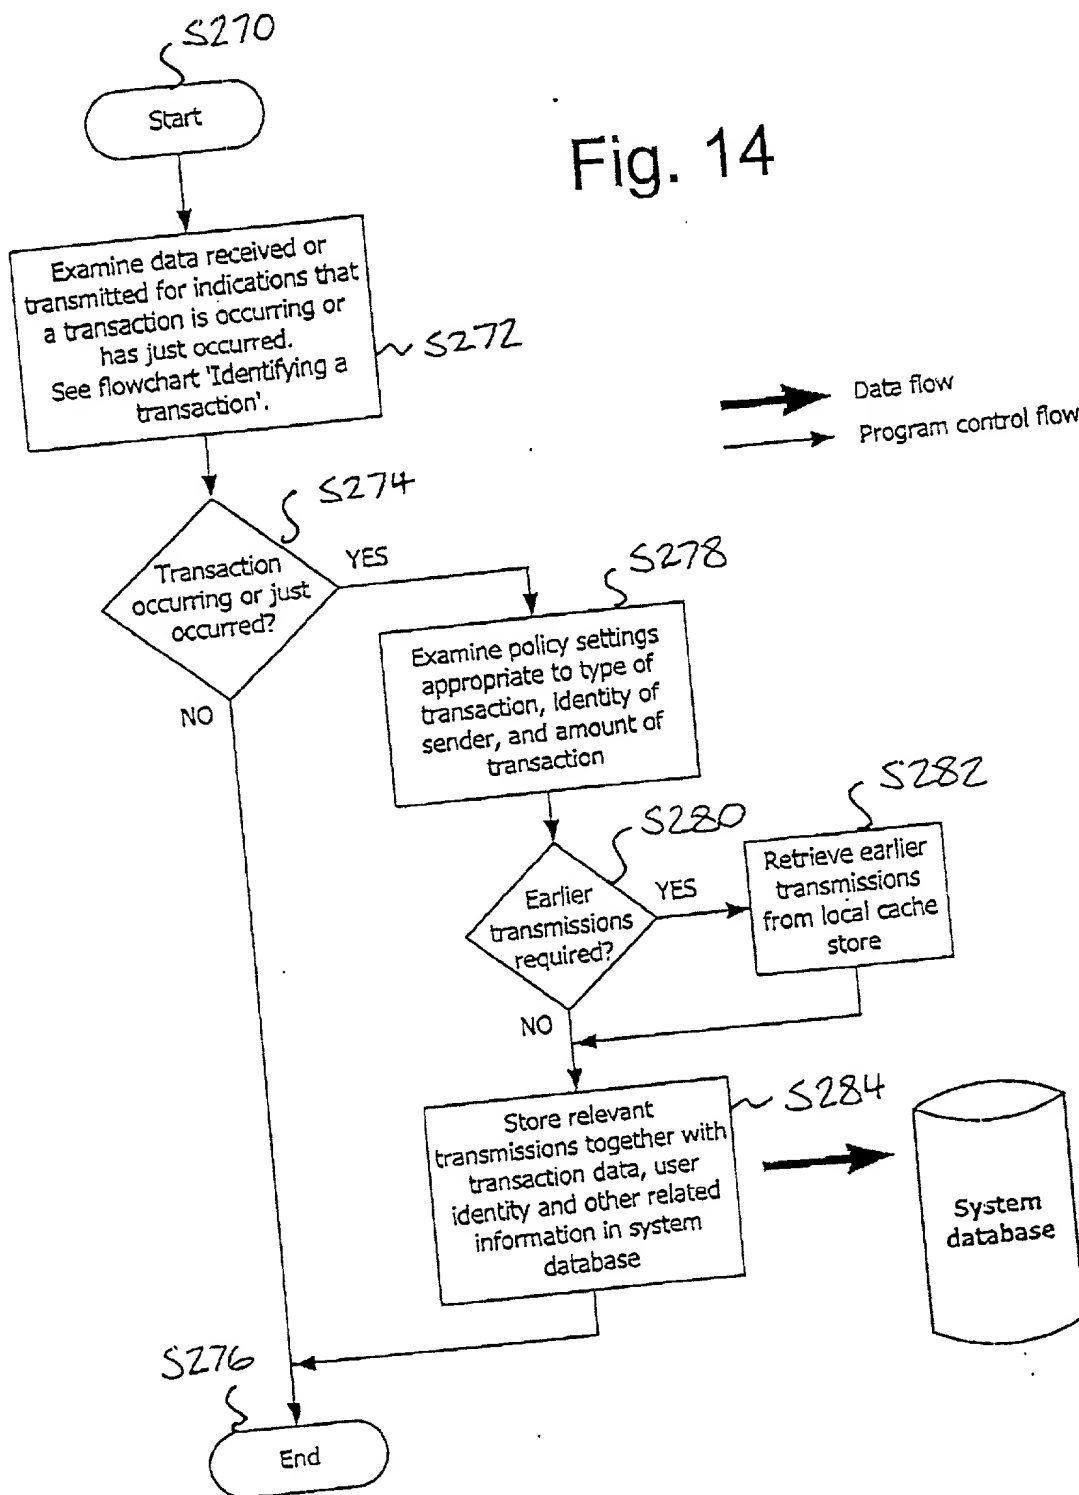 S270
Start
Fig. 14
Examine data received or
transmitted for indications that
a transaction is occurring or
has just occurred.
See flowchart 'Identifying a
transaction'.
S272
Data flow
Program control flow
S274
Transaction
occurring or just
occurred?
YES
NO
S278
Examine policy settings
appropriate to type of
transaction, identity of
sender, and amount of
transaction
S280
Earlier
transmissions
required?
YES
NO
S282
Retrieve earlier
transmissions
from local cache
store
S284
Store relevant
transmissions together with
transaction data, user
identity and other related
information in system
database
System
database
S276
End